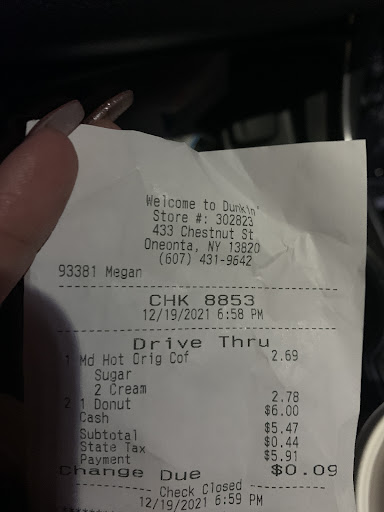 Welcome to Dunkin'
Store #: 302823
433 Chestnut St
Oneonta, NY 13820
(607) 431-9642
93381 Megan
CHK 8853
12/19/2021 6:58 PM
Drive Thru
1 Md Hot Orig Cof 2.69
Sugar
2 Cream
2 1 Donut 2.78
Cash $6.00
Subtotal $5.47
State Tax $0.44
Payment $5.91
Change Due $0.09
---------- Check Closed ----------
12/19/2021 6:59 PM